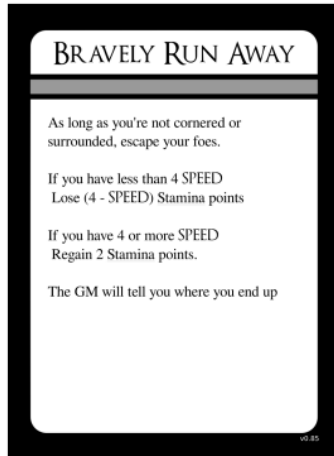 BRAVELY RUN AWAY
As long as you're not cornered or
surrounded, escape your foes.
If you have less than 4 SPEED
Lose (4 - SPEED) Stamina points
If you have 4 or more SPEED
Regain 2 Stamina points.
The GM will tell you where you end up
v0.85